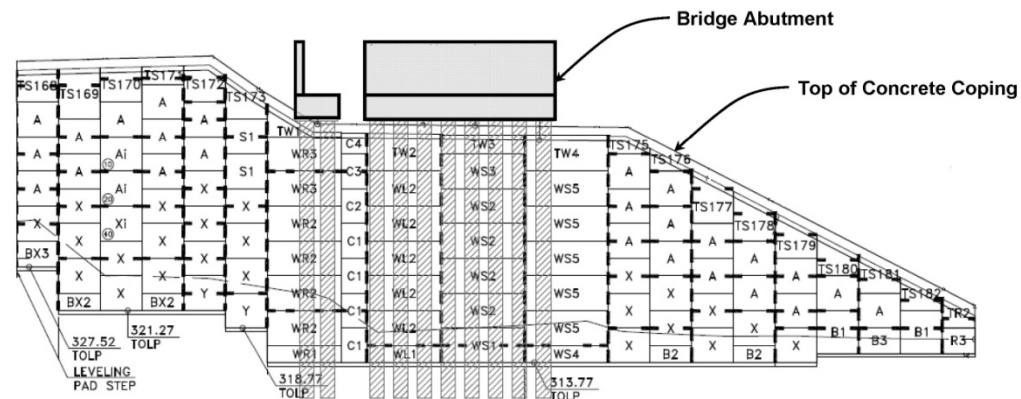 Bridge Abutment
Top of Concrete Coping
TS168 TS169 TS170 TS171 TS172 TS173 TW1 C4 TW2 TW3 TW4 TS175 TS176 TS177 TS178 TS179 TS180 TS181 TS182 TR2
A A A X BX3
A A X X X BX2
A Ai Ai Xi X X
10
20
40
A A X X X BX2
A A X X X Y
S1 S1 X X X Y
WR3 WR3 WR2 WR2 WR2 WR2 WR1
C3 C2 C1 C1 C1 C1
WL2 WL2 WL2 WL2 WL2 WL1
WS3 WS2 WS2 WS2 WS2 WS1
WS5 WS5 WS5 WS5 WS5 WS4
A A A X X X
A A A X X B2
A A X X X
A A X X B2
A A X
A B1
A B3
B1
R3
327.52
TOLP
LEVELING
PAD STEP
321.27
TOLP
318.77
TOLP
313.77
TOLP